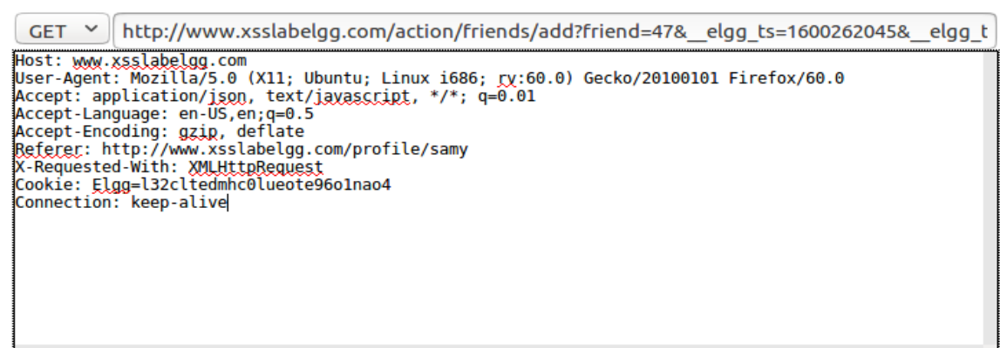 GET http://www.xsslabelgg.com/action/friends/add?friend=47&__elgg_ts=1600262045&__elgg_t
Host: www.xsslabelgg.com
User-Agent: Mozilla/5.0 (X11; Ubuntu; Linux i686; rv:60.0) Gecko/20100101 Firefox/60.0
Accept: application/json, text/javascript, */*; q=0.01
Accept-Language: en-US,en;q=0.5
Accept-Encoding: gzip, deflate
Referer: http://www.xsslabelgg.com/profile/samy
X-Requested-With: XMLHttpRequest
Cookie: Elgg=l32cltedmhc0lueote96o1nao4
Connection: keep-alive